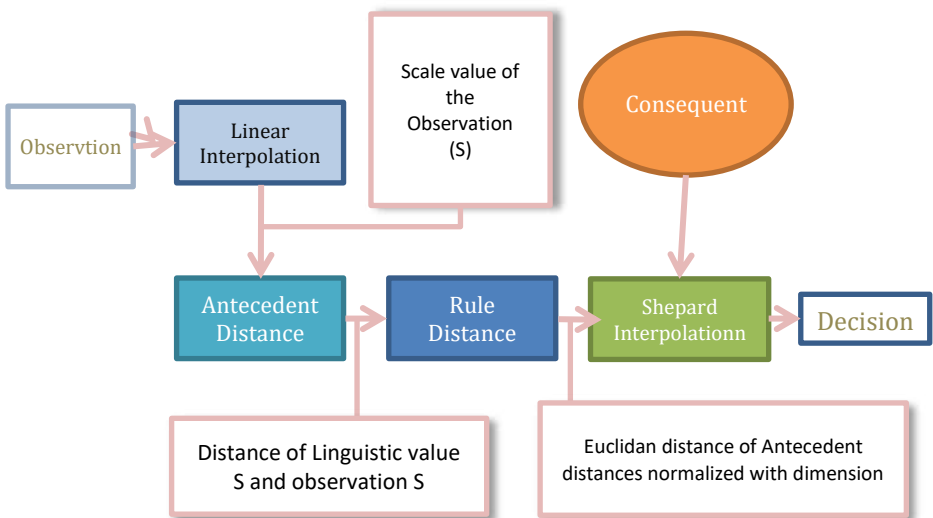 Observtion
Linear
Interpolation
Scale value of
the
Observation
(S)
Consequent
Antecedent
Distance
Rule
Distance
Shepard
Interpolationn
Decision
Distance of Linguistic value
S and observation S
Euclidan distance of Antecedent
distances normalized with dimension